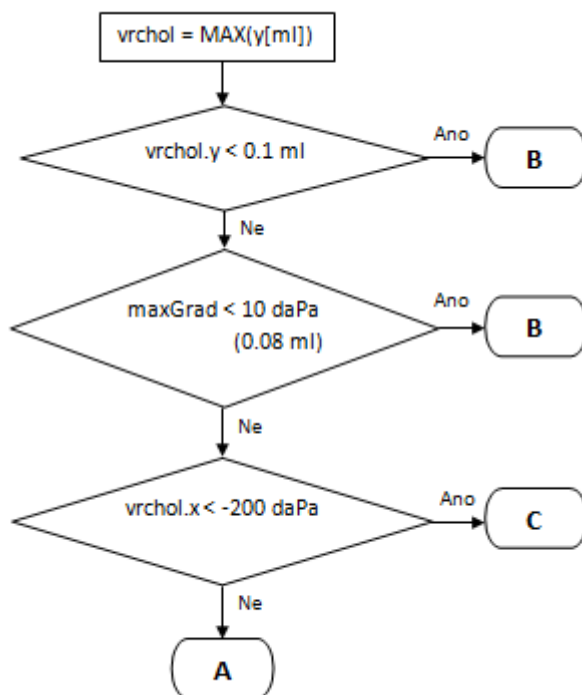 vrchol = MAX(y[ml])
vrchol.y < 0.1 ml
Ano
B
Ne
maxGrad < 10 daPa
(0.08 ml)
Ano
B
Ne
vrchol.x < -200 daPa
Ano
C
Ne
A